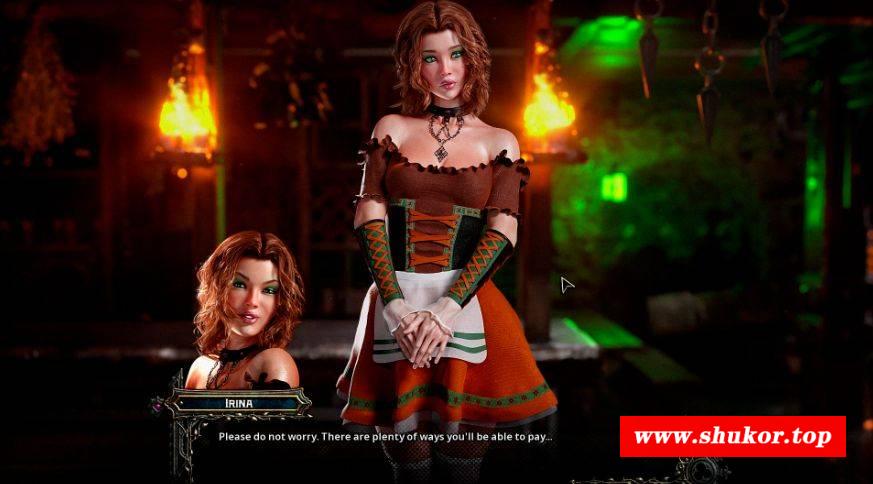 IRINA
Please do not worry. There are plenty of ways you'll be able to pay...
www.shukor.top